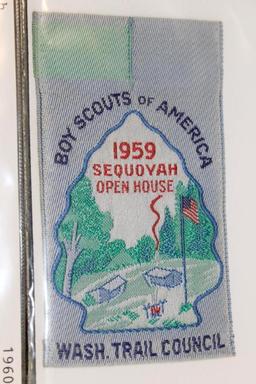 BOY SCOUTS OF AMERICA
1959
SEQUOYAH
OPEN HOUSE
WASH. TRAIL COUNCIL
1960